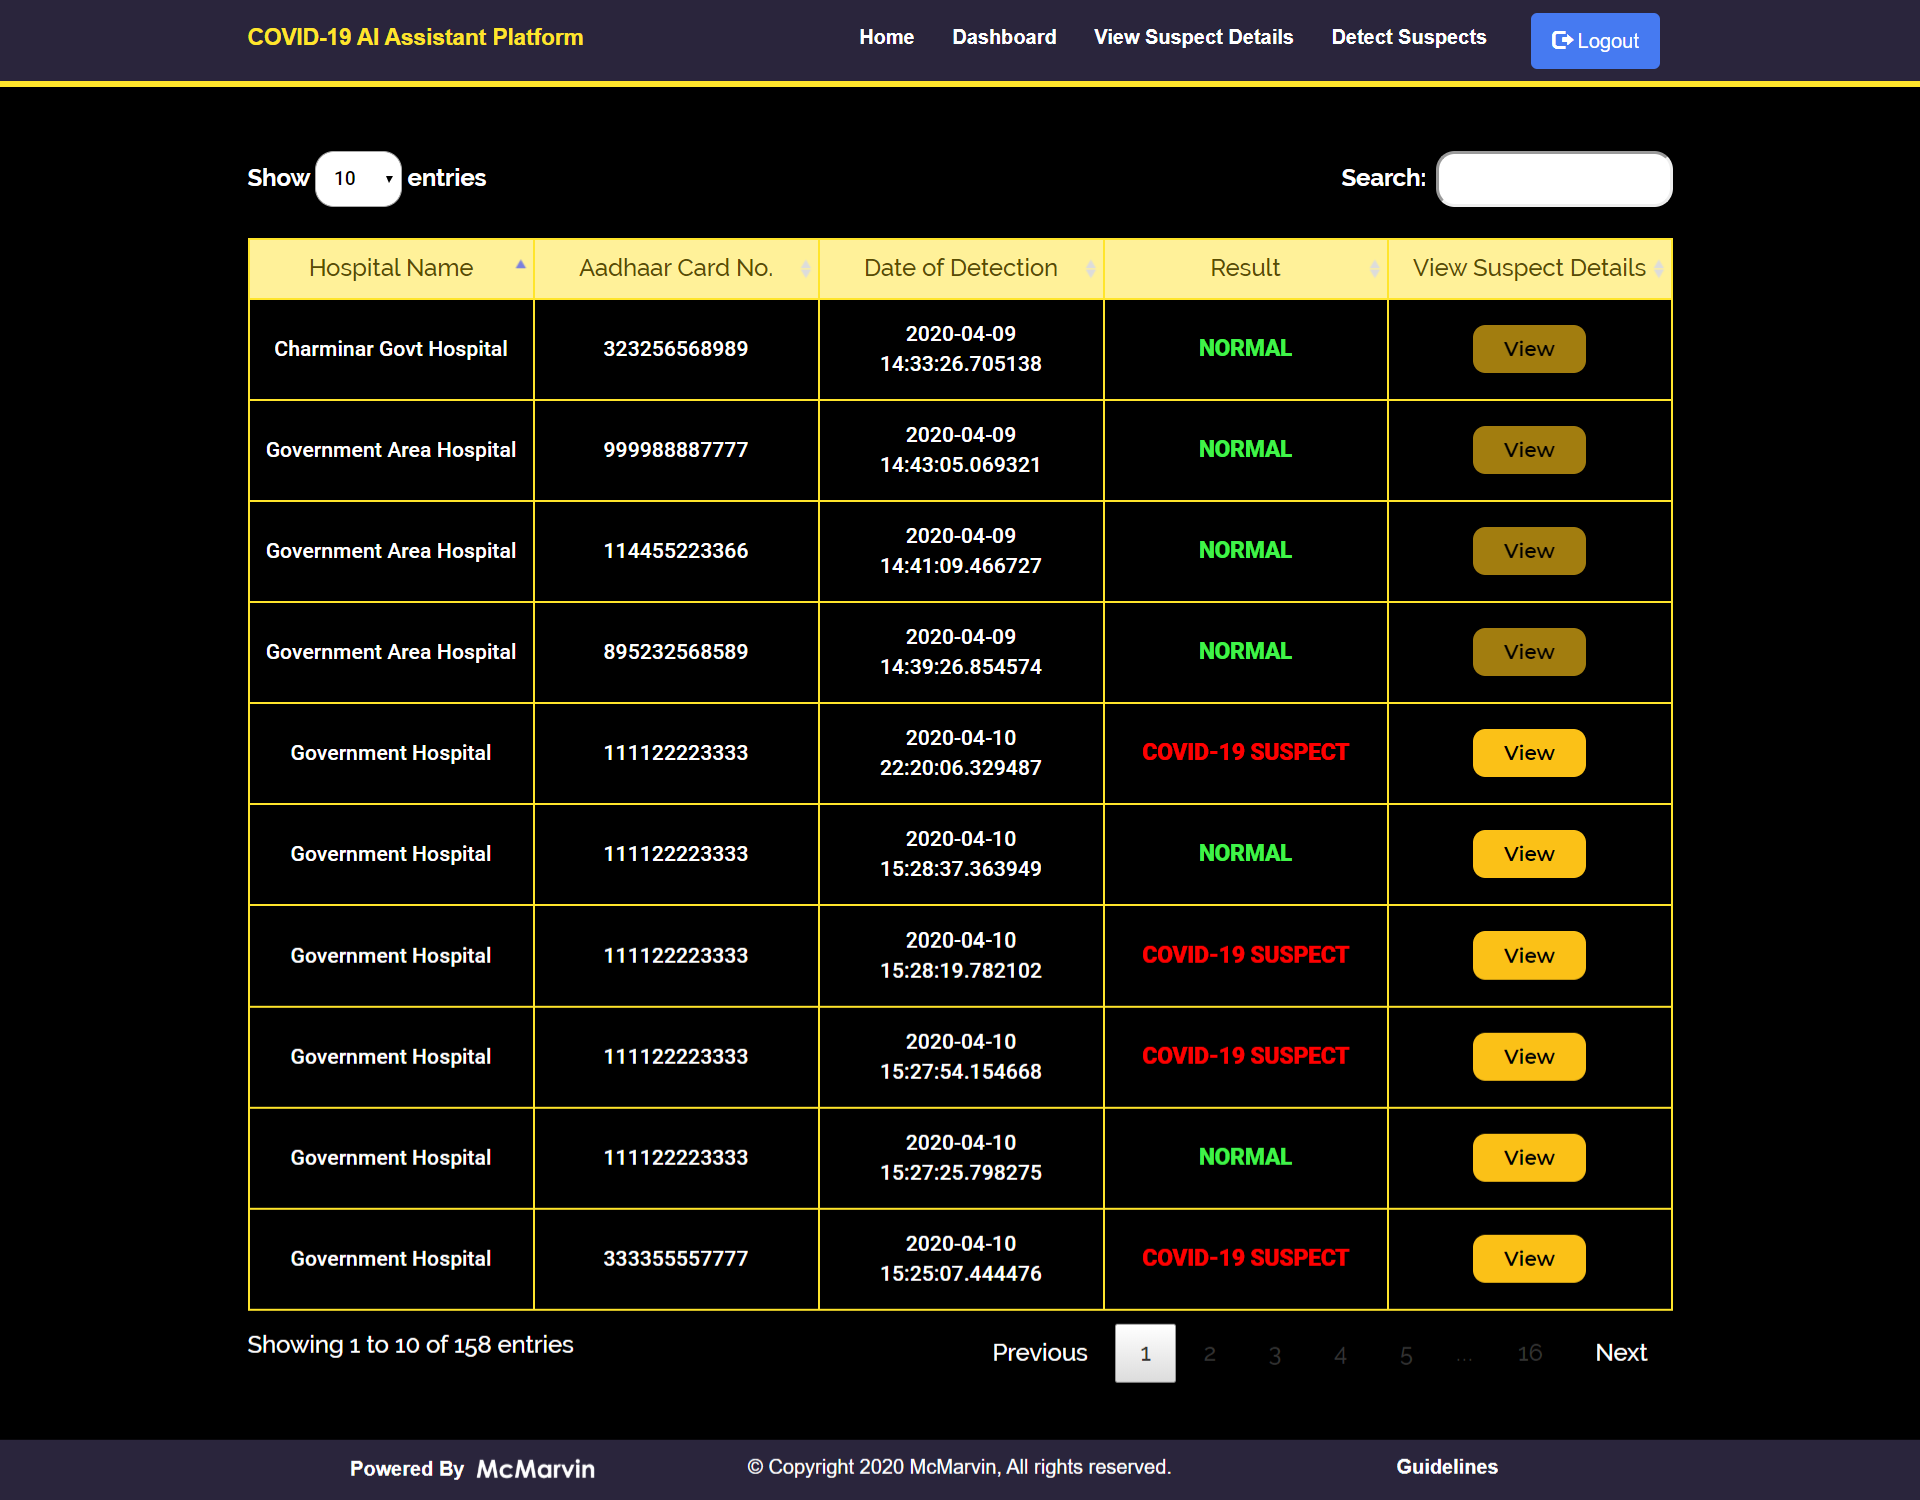 COVID-19 AI Assistant Platform Home Dashboard View Suspect Details Detect Suspects Logout
Show 10 entries Search:
Hospital Name Aadhaar Card No. Date of Detection Result View Suspect Details
Charminar Govt Hospital 323256568989 2020-04-09 14:33:26.705138 NORMAL View
Government Area Hospital 999988887777 2020-04-09 14:43:05.069321 NORMAL View
Government Area Hospital 114455223366 2020-04-09 14:41:09.466727 NORMAL View
Government Area Hospital 895232568589 2020-04-09 14:39:26.854574 NORMAL View
Government Hospital 111122223333 2020-04-10 22:20:06.329487 COVID-19 SUSPECT View
Government Hospital 111122223333 2020-04-10 15:28:37.363949 NORMAL View
Government Hospital 111122223333 2020-04-10 15:28:19.782102 COVID-19 SUSPECT View
Government Hospital 111122223333 2020-04-10 15:27:54.154668 COVID-19 SUSPECT View
Government Hospital 111122223333 2020-04-10 15:27:25.798275 NORMAL View
Government Hospital 333355557777 2020-04-10 15:25:07.444476 COVID-19 SUSPECT View
Showing 1 to 10 of 158 entries Previous 1 2 3 4 5 ... 16 Next
Powered By McMarvin © Copyright 2020 McMarvin, All rights reserved. Guidelines